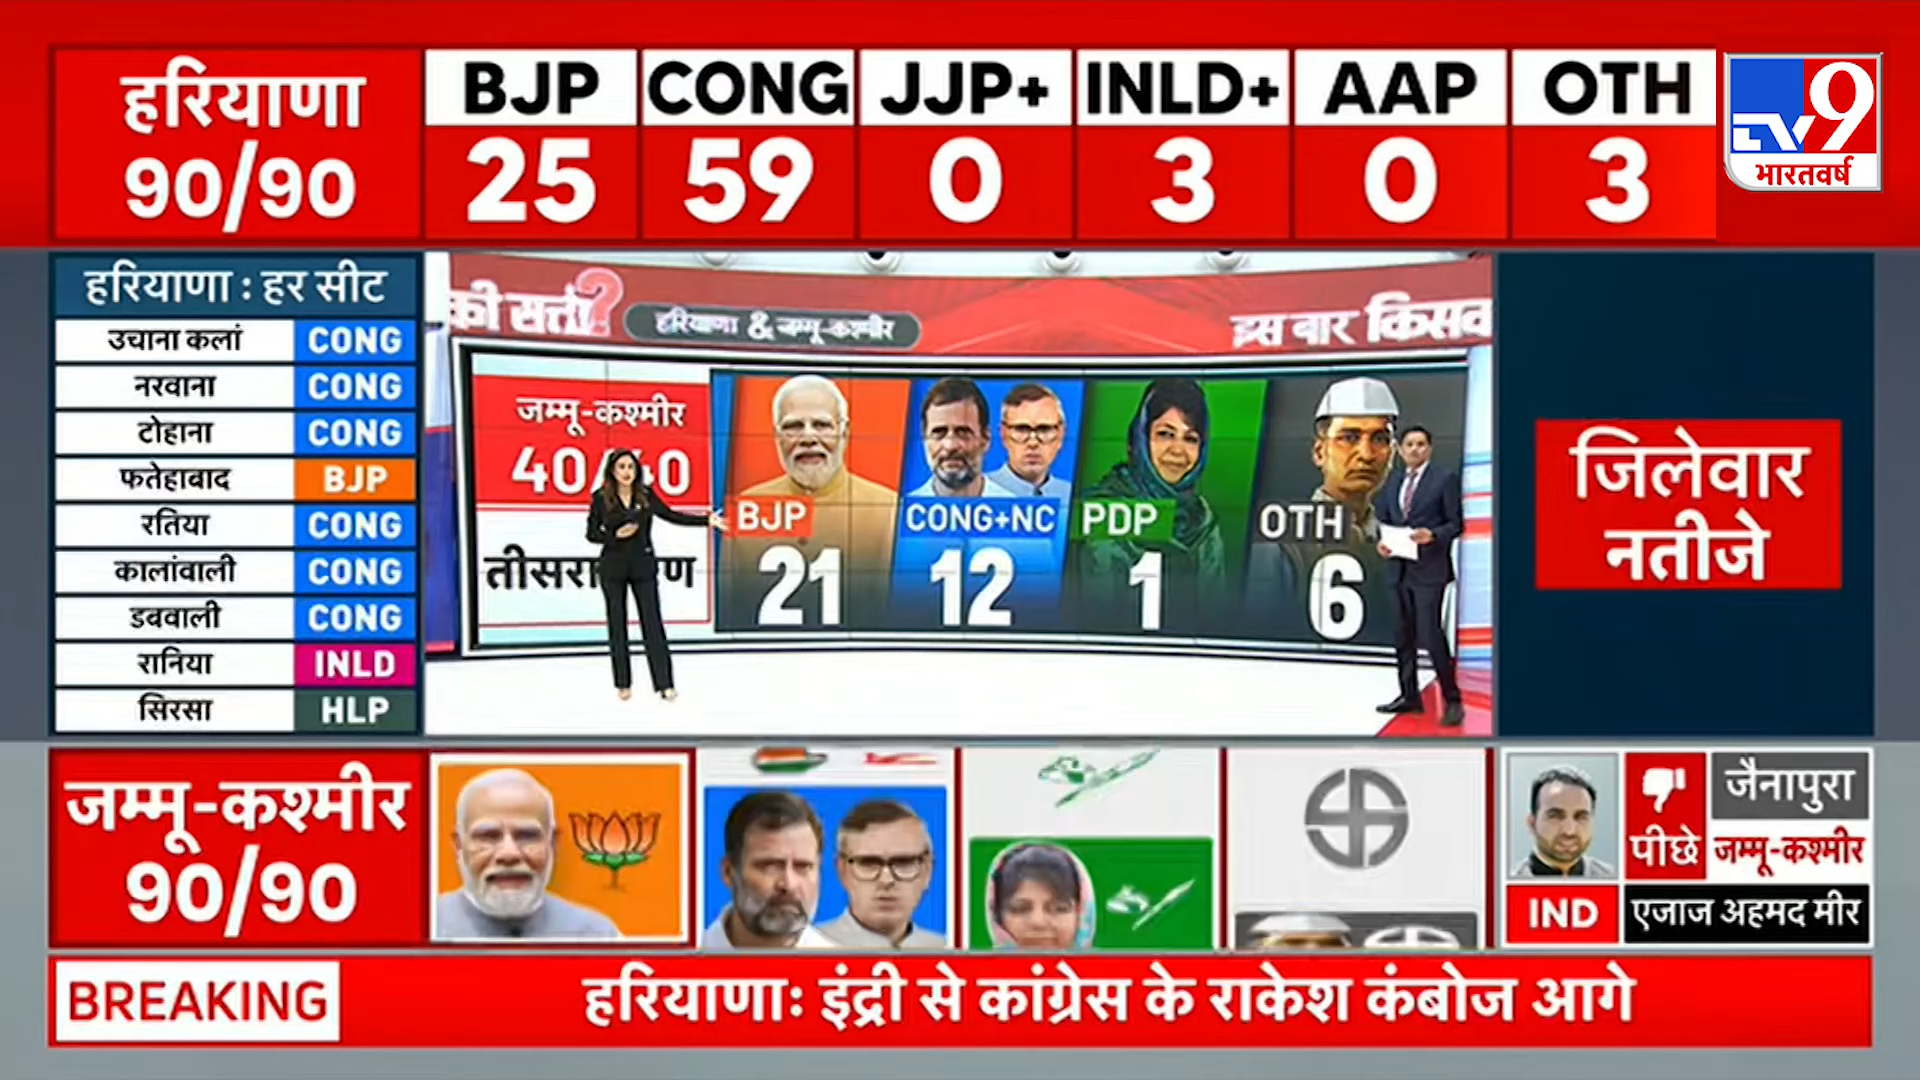 हरियाणा
90/90
BJP CONG JJP+ INLD+ AAP OTH
25 59 0 3 0 3
TV9
भारतवर्ष
हरियाणा : हर सीट
उचाना कलां CONG
नरवाना CONG
टोहाना CONG
फतेहाबाद BJP
रतिया CONG
कालांवाली CONG
डबवाली CONG
रानिया INLD
सिरसा HLP
की सत्ता?
हरियाणा & जम्मू-कश्मीर
इस बार
जम्मू-कश्मीर
40/40
BJP CONG+NC PDP OTH
21 12 1 6
जिलेवार
नतीजे
जम्मू-कश्मीर
90/90
जैनापुरा
पीछे जम्मू-कश्मीर
IND एजाज अहमद मीर
BREAKING हरियाणाः इंद्री से कांग्रेस के राकेश कंबोज आगे